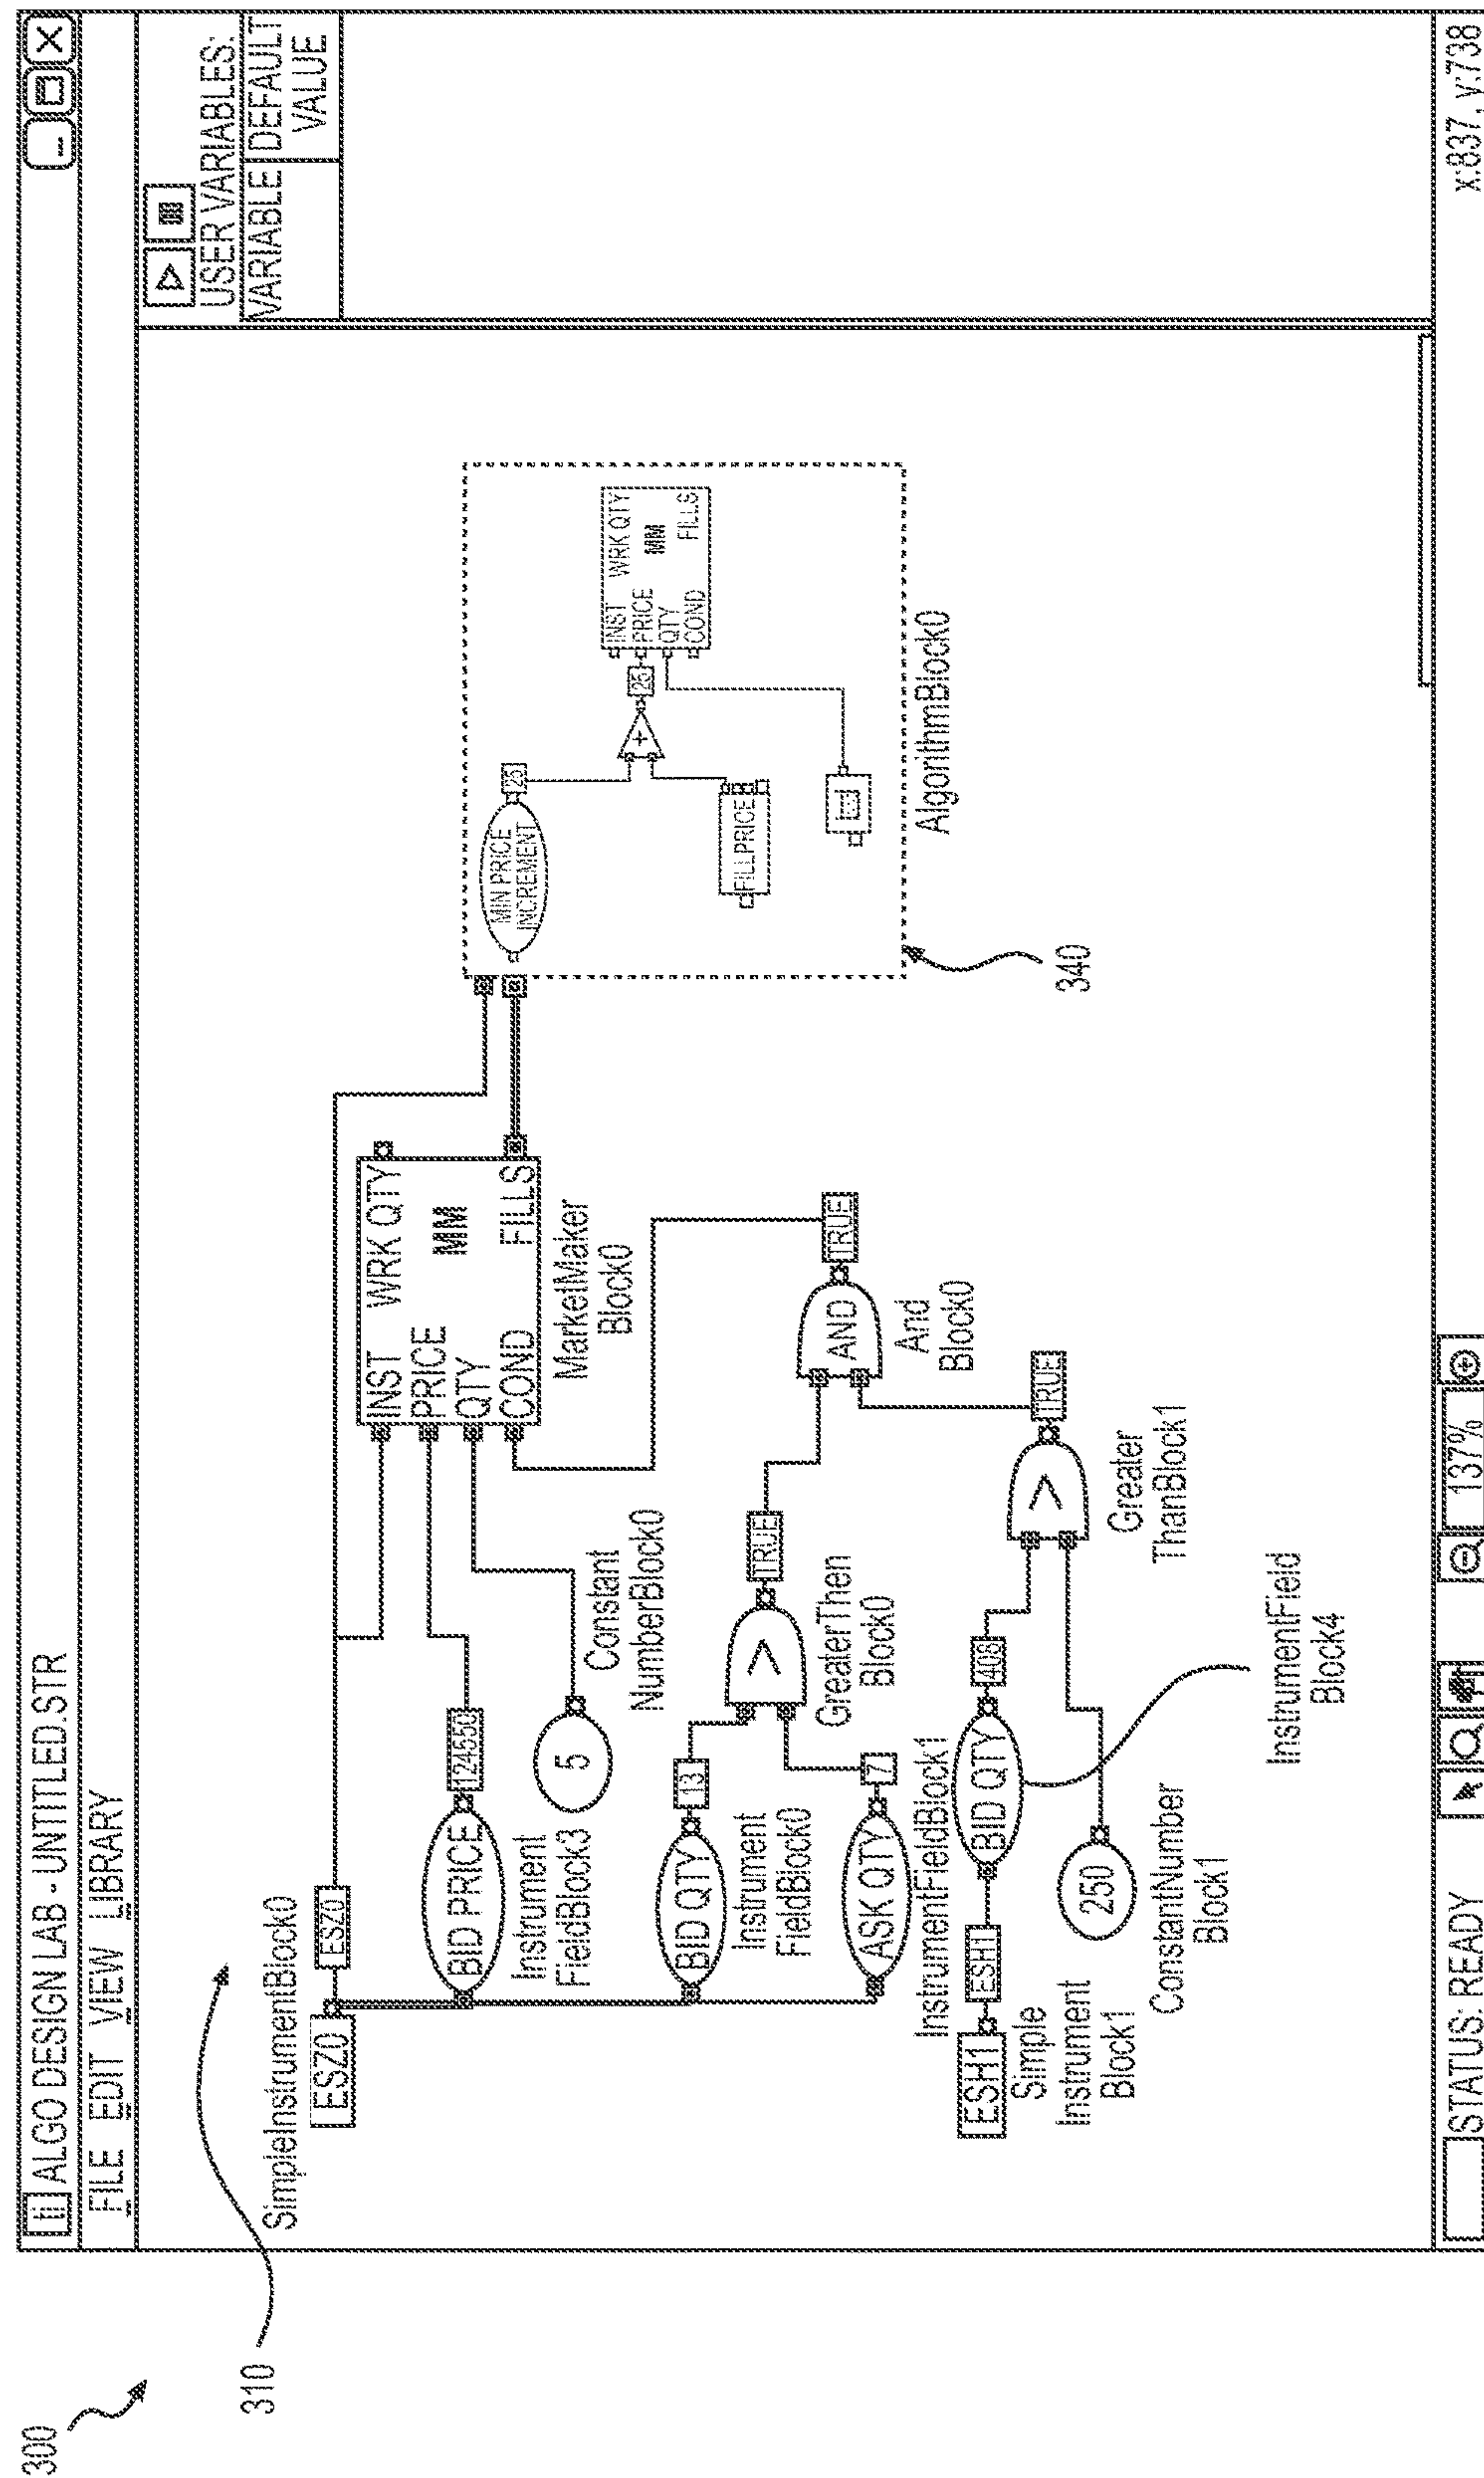 300
310
tt ALGO DESIGN LAB - UNTITLED.STR
FILE EDIT VIEW LIBRARY
USER VARIABLES:
VARIABLE
DEFAULT
VALUE
SimpleInstrumentBlock0
ESZ0
ESZ0
BID PRICE
124550
Instrument
FieldBlock3
5
Constant
NumberBlock0
INST WRK QTY
PRICE
MM
QTY
COND FILLS
MarketMaker
Block0
BID QTY
13
Instrument
FieldBlock0
ASK QTY
7
InstrumentFieldBlock1
>
TRUE
GreaterThen
Block0
AND
TRUE
And
Block0
ESH1
ESH1
Simple
Instrument
Block1
BID QTY
408
250
ConstantNumber
Block1
>
TRUE
Greater
ThanBlock1
InstrumentField
Block4
MIN PRICE
INCREMENT
25
+
25
FILLPRICE
INST WRK QTY
PRICE
MM
QTY
COND FILLS
AlgorithmBlock0
340
STATUS: READY
137%
x:837, y:738